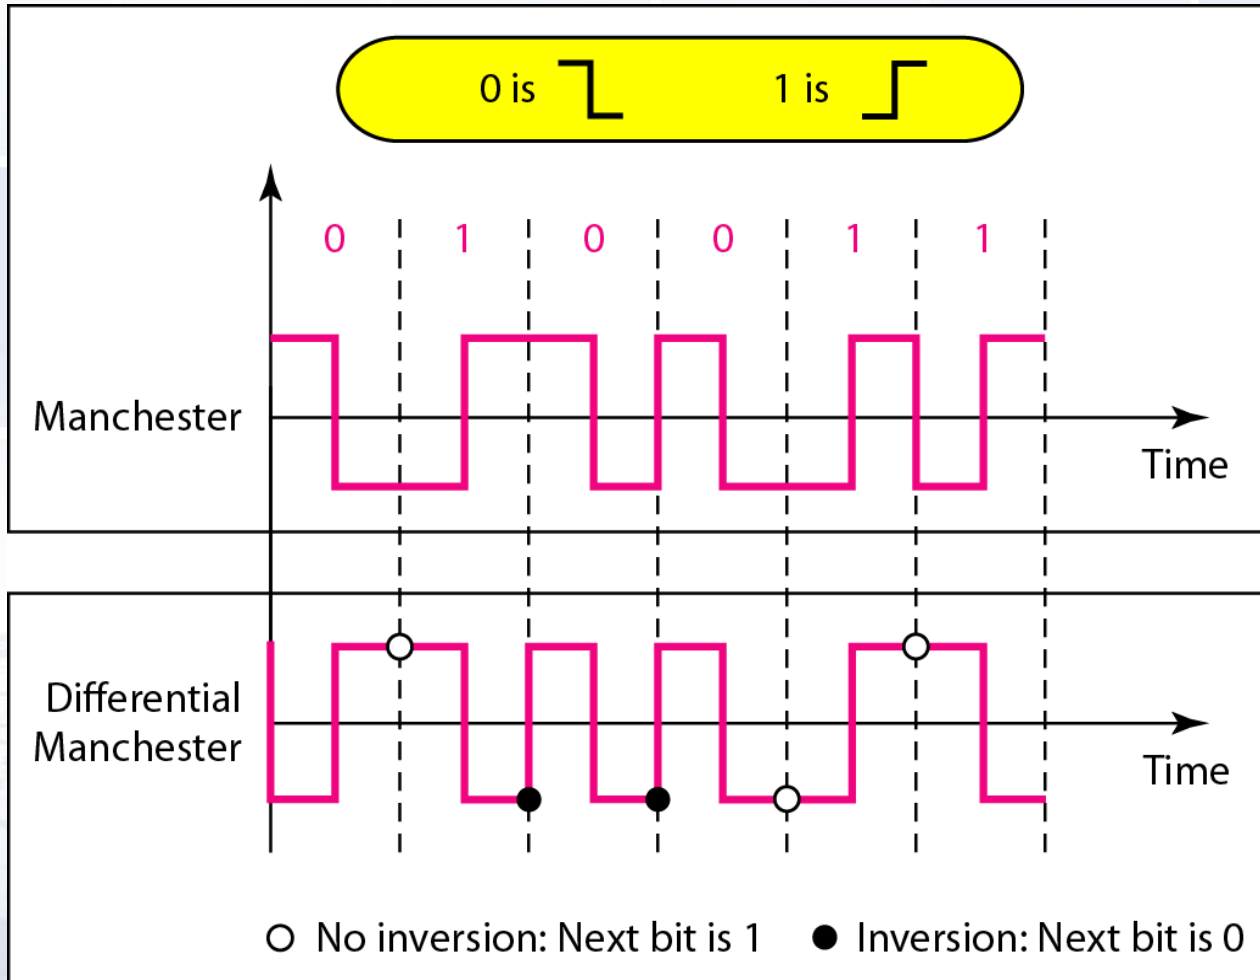 0 is 1 is
0 1 0 0 1 1
Manchester
Time
Differential
Manchester
Time
No inversion: Next bit is 1 Inversion: Next bit is 0